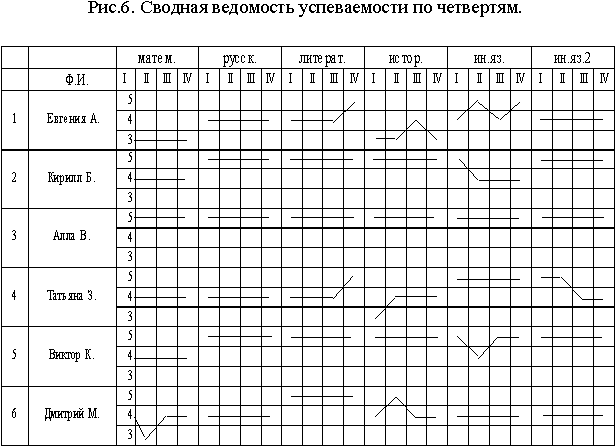 Рис.6. Сводная ведомость успеваемости по четвертям.
матем. русск. литерат. истор. ин.яз. ин.яз.2
Ф.И. I II III IV I II III IV I II III IV I II III IV I II III IV I II III IV
5
1 Евгения А. 4
3
5
2 Кирилл Б. 4
3
5
3 Алла В. 4
3
5
4 Татьяна З. 4
3
5
5 Виктор К. 4
3
5
6 Дмитрий М. 4
3